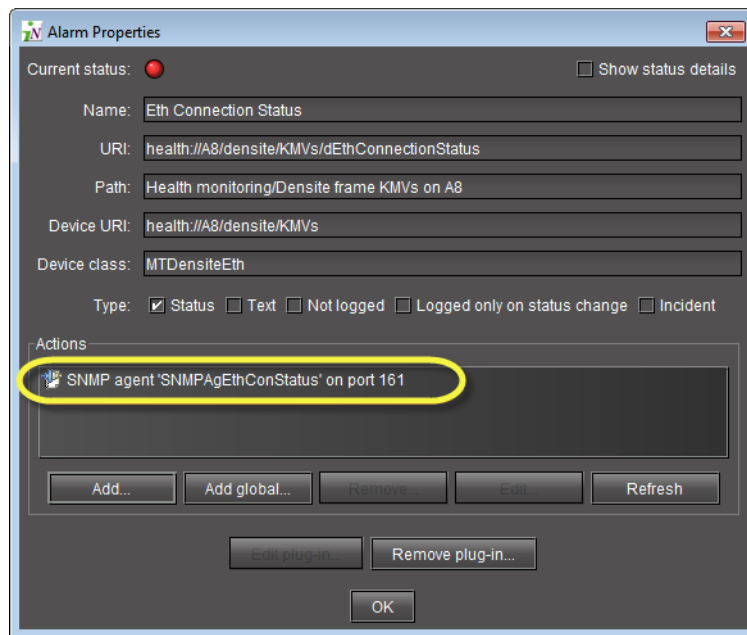 iN Alarm Properties
Current status: Show status details
Name: Eth Connection Status
URI: health://A8/densite/KMVs/dEthConnectionStatus
Path: Health monitoring/Densite frame KMVs on A8
Device URI: health://A8/densite/KMVs
Device class: MTDensiteEth
Type: Status Text Not logged Logged only on status change Incident
Actions
SNMP agent 'SNMPAgEthConStatus' on port 161
Add... Add global... Remove... Edit... Refresh
Edit plug-in... Remove plug-in...
OK